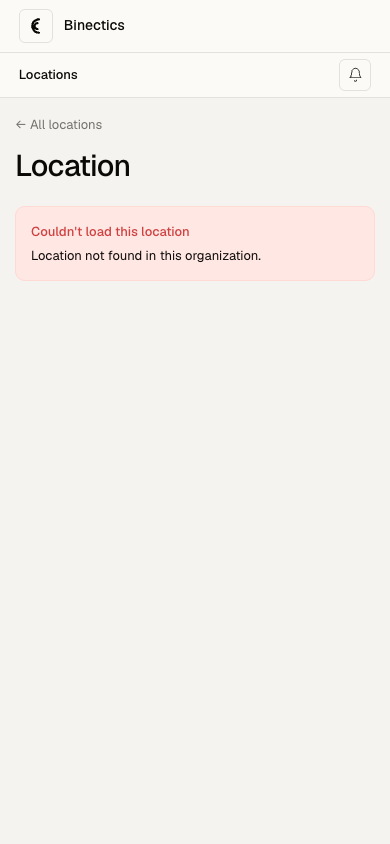 Binectics
Locations
← All locations
Location
Couldn't load this location
Location not found in this organization.